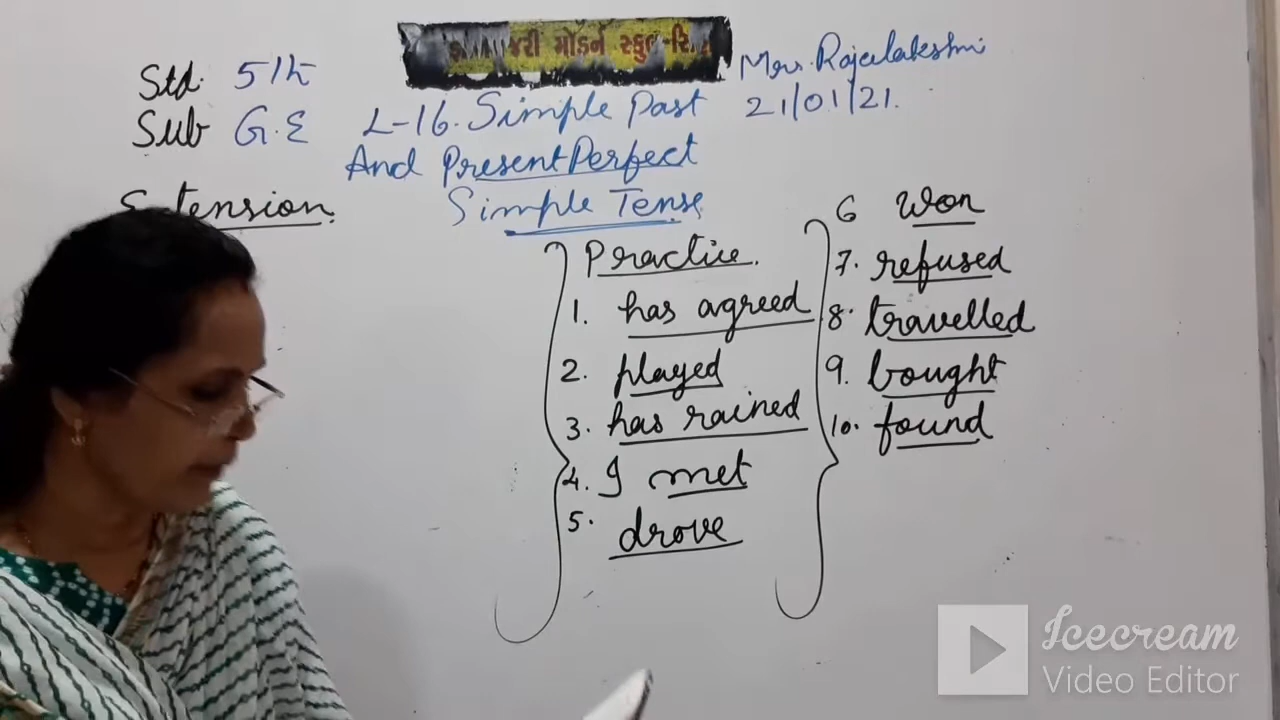 Std. 5th
Sub G.E
મોડર્ન સ્કુલ
Mrs. Rajalakshmi
21/01/21.
L-16. Simple Past
And Present Perfect
Simple Tense
Extension
Practice.
1. has agreed
2. played
3. has rained
4. I met
5. drove
6 Won
7. refused
8. travelled
9. bought
10. found
Icecream
Video Editor